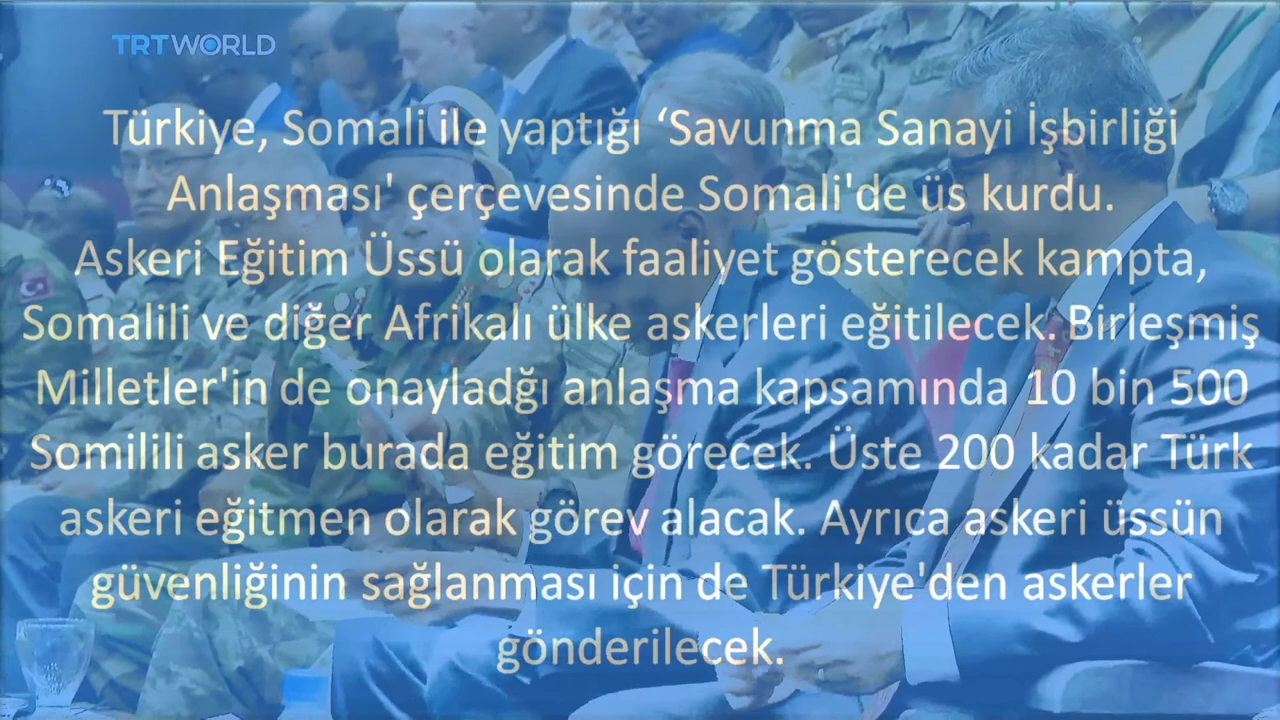 TRTWORLD
Türkiye, Somali ile yaptığı ‘Savunma Sanayi İşbirliği
Anlaşması' çerçevesinde Somali'de üs kurdu.
Askeri Eğitim Üssü olarak faaliyet gösterecek kampta,
Somalili ve diğer Afrikalı ülke askerleri eğitilecek. Birleşmiş
Milletler'in de onayladğı anlaşma kapsamında 10 bin 500
Somilili asker burada eğitim görecek. Üste 200 kadar Türk
askeri eğitmen olarak görev alacak. Ayrıca askeri üssün
güvenliğinin sağlanması için de Türkiye'den askerler
gönderilecek.